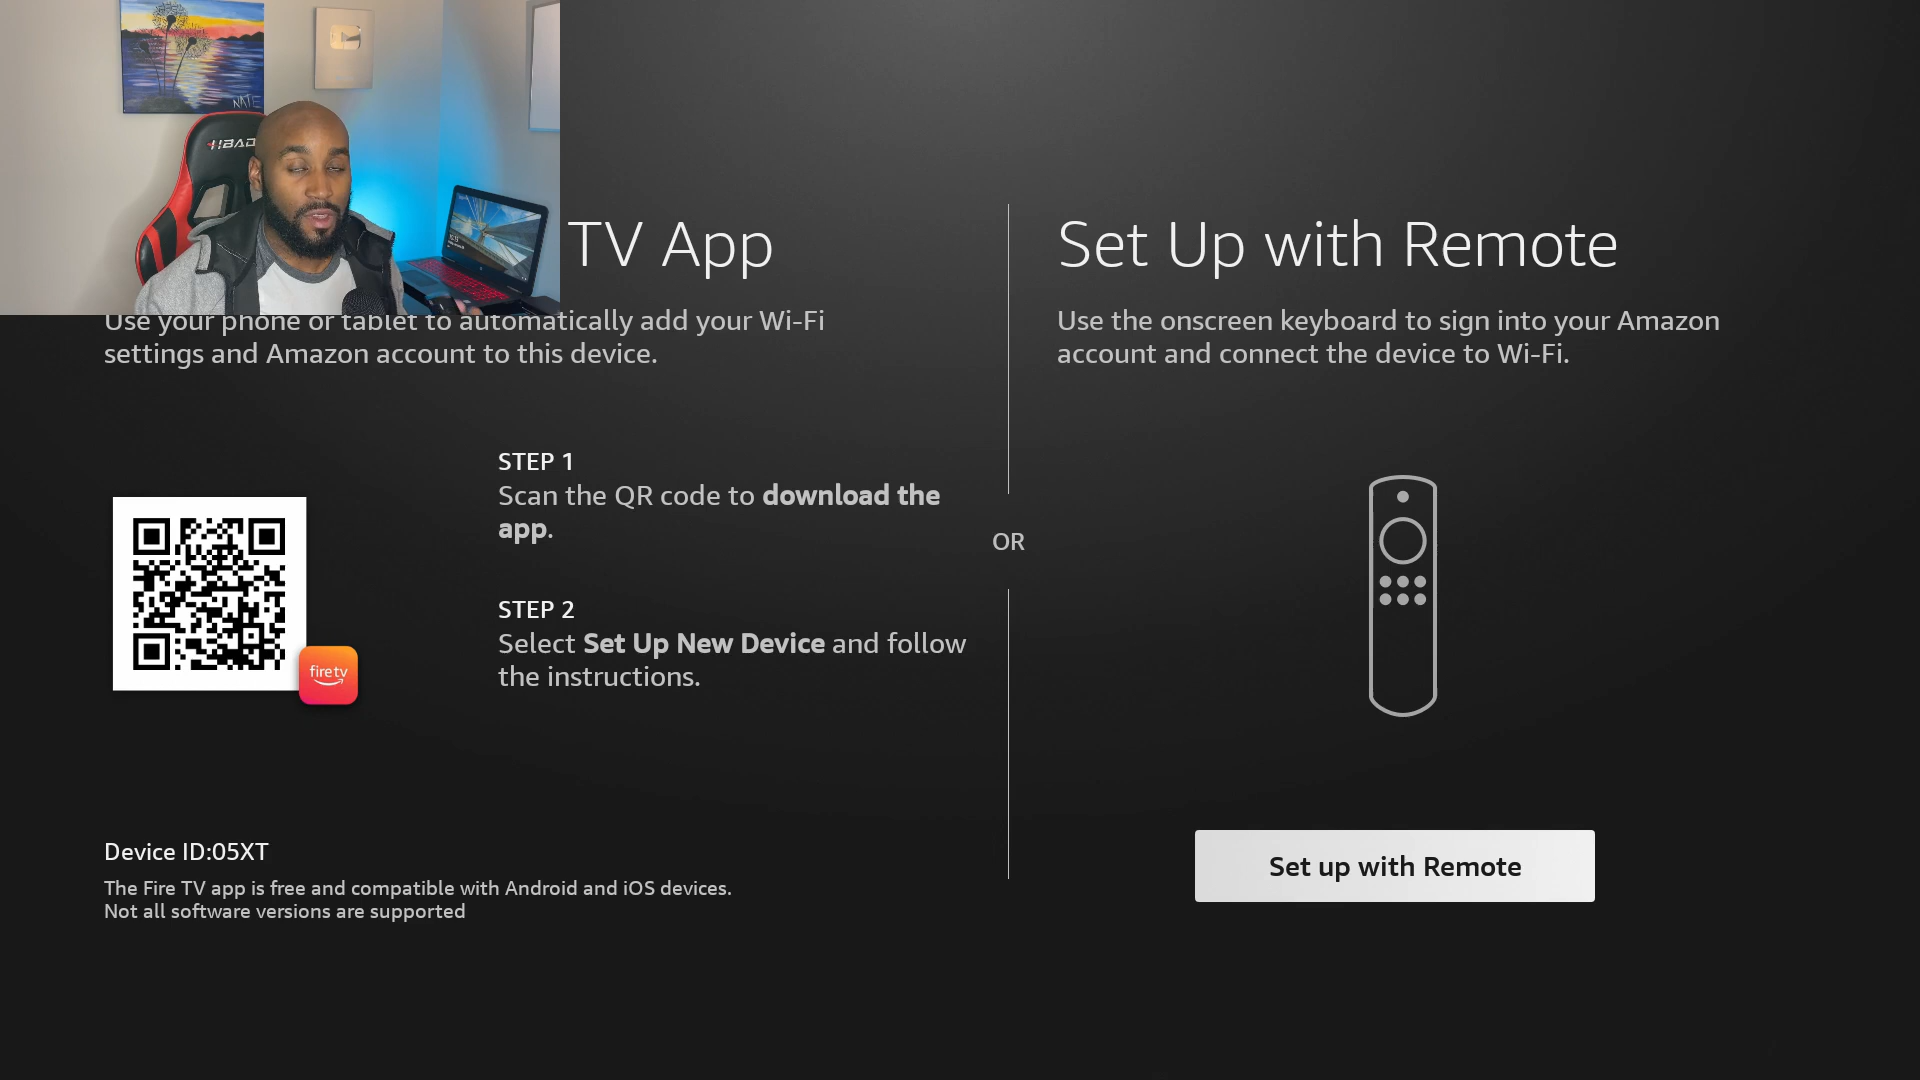 NATE
HBAD
TV App
Use your phone or tablet to automatically add your Wi-Fi
settings and Amazon account to this device.
STEP 1
Scan the QR code to download the
app.
STEP 2
Select Set Up New Device and follow
the instructions.
firetv
Device ID:05XT
The Fire TV app is free and compatible with Android and iOS devices.
Not all software versions are supported
OR
Set Up with Remote
Use the onscreen keyboard to sign into your Amazon
account and connect the device to Wi-Fi.
Set up with Remote